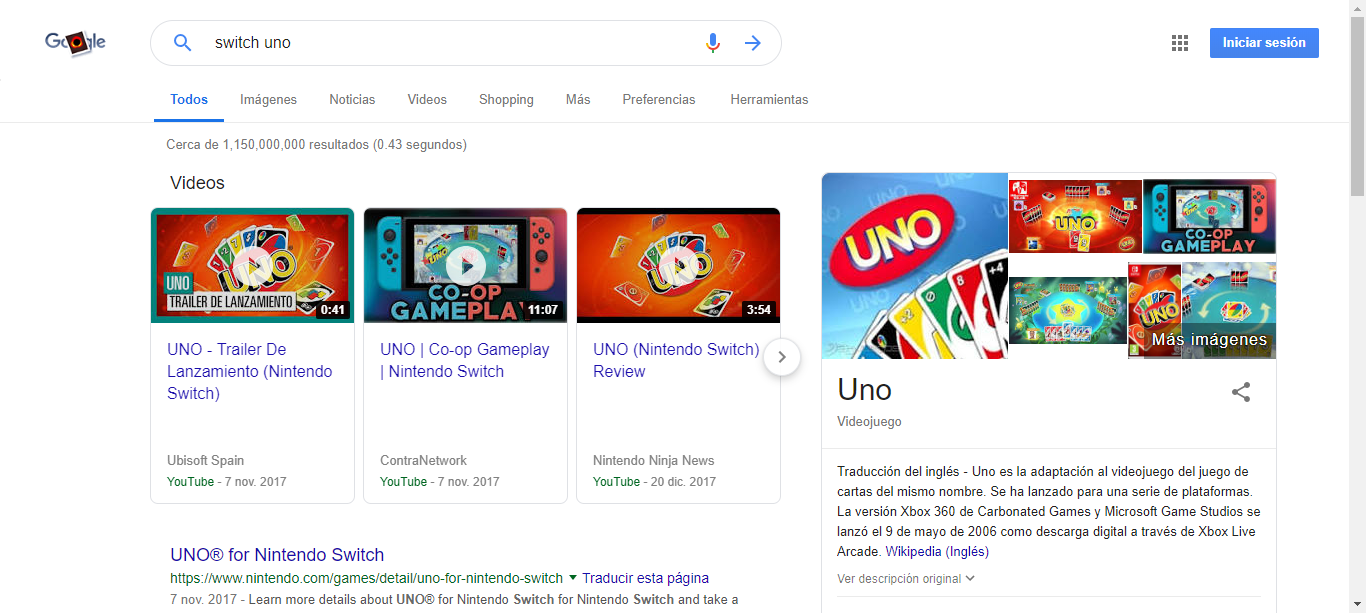 Google
switch uno
Iniciar sesión
Todos Imágenes Noticias Videos Shopping Más Preferencias Herramientas
Cerca de 1,150,000,000 resultados (0.43 segundos)
Videos
UNO
TRAILER DE LANZAMIENTO
0:41
UNO - Trailer De
Lanzamiento (Nintendo
Switch)
Ubisoft Spain
YouTube - 7 nov. 2017
CO-OP
GAMEPLAY
11:07
UNO | Co-op Gameplay
| Nintendo Switch
ContraNetwork
YouTube - 7 nov. 2017
UNO
3:54
UNO (Nintendo Switch)
Review
Nintendo Ninja News
YouTube - 20 dic. 2017
UNO® for Nintendo Switch
https://www.nintendo.com/games/detail/uno-for-nintendo-switch Traducir esta página
7 nov. 2017 - Learn more details about UNO® for Nintendo Switch for Nintendo Switch and take a
UNO
UNO
CO-OP
GAMEPLAY
UNO
Más imágenes
Uno
Videojuego
Traducción del inglés - Uno es la adaptación al videojuego del juego de
cartas del mismo nombre. Se ha lanzado para una serie de plataformas.
La versión Xbox 360 de Carbonated Games y Microsoft Game Studios se
lanzó el 9 de mayo de 2006 como descarga digital a través de Xbox Live
Arcade. Wikipedia (Inglés)
Ver descripción original